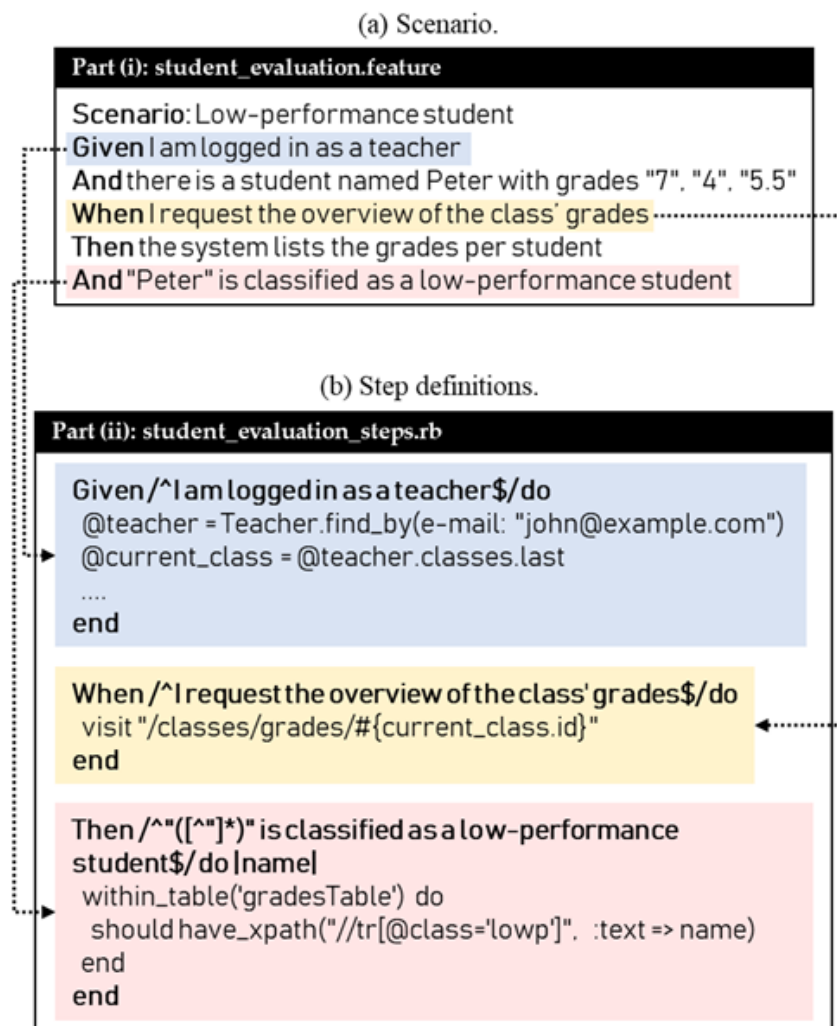 (a) Scenario.
Part (i): student_evaluation.feature
Scenario: Low-performance student
Given I am logged in as a teacher
And there is a student named Peter with grades "7", "4", "5.5"
When I request the overview of the class' grades
Then the system lists the grades per student
And "Peter" is classified as a low-performance student
(b) Step definitions.
Part (ii): student_evaluation_steps.rb
Given /^I am logged in as a teacher$/ do
@teacher = Teacher.find_by(e-mail: "john@example.com")
@current_class = @teacher.classes.last
....
end
When /^I request the overview of the class' grades$/ do
visit "/classes/grades/#{current_class.id}"
end
Then /^"([^"]*)" is classified as a low-performance
student$/ do |name|
within_table('gradesTable') do
should have_xpath("//tr[@class='lowp']", :text => name)
end
end